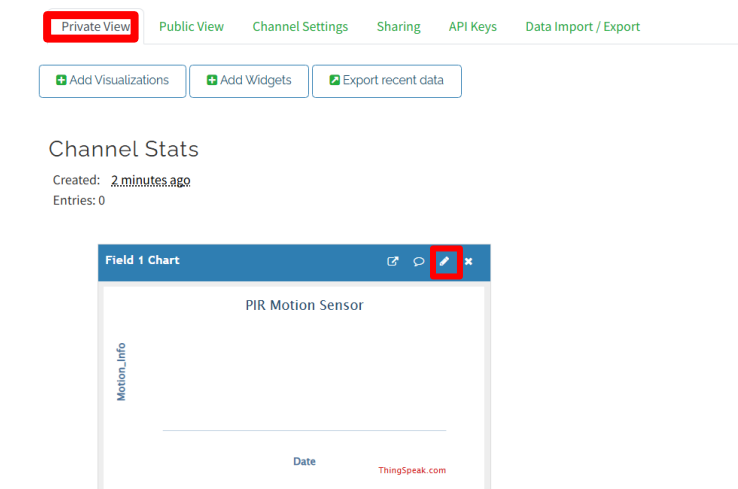 Private View Public View Channel Settings Sharing API Keys Data Import / Export
Add Visualizations Add Widgets Export recent data
Channel Stats
Created: 2 minutes ago
Entries: 0
Field 1 Chart
PIR Motion Sensor
Motion_Info
Date
ThingSpeak.com